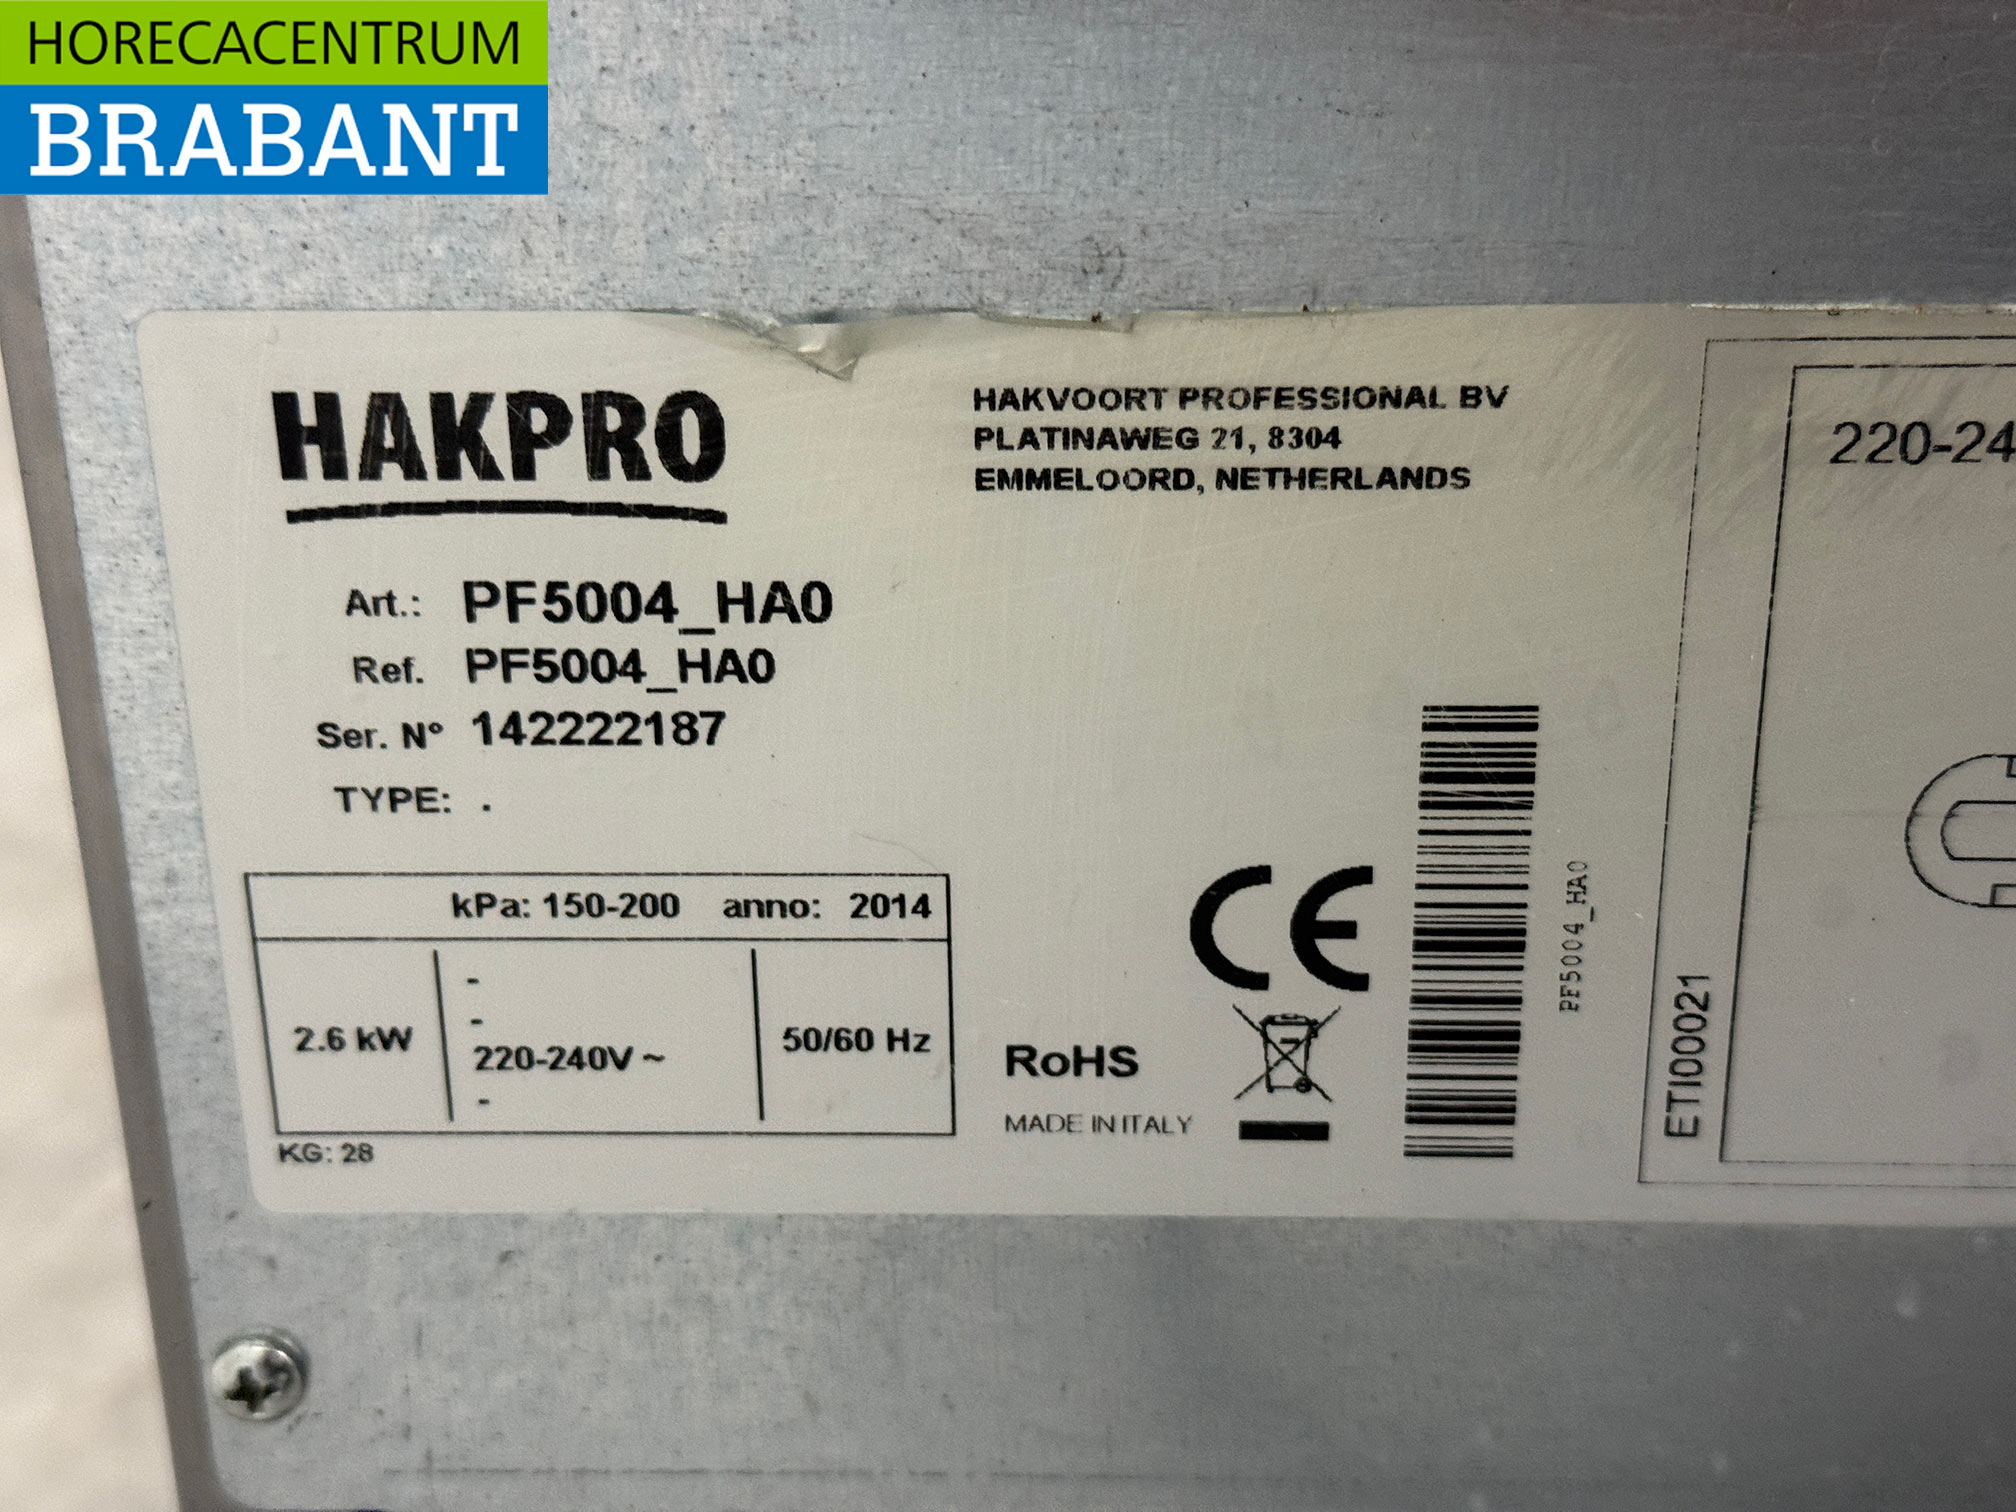 HORECACENTRUM
BRABANT
HAKPRO
HAKVOORT PROFESSIONAL BV
PLATINAWEG 21, 8304
EMMELOORD, NETHERLANDS
Art.: PF5004_HA0
Ref. PF5004_HA0
Ser. N° 142222187
TYPE: .
kPa: 150-200 anno: 2014
2.6 kW
-
-
220-240V ~
-
50/60 Hz
KG: 28
CE
RoHS
MADE IN ITALY
PF5004_HA0
ETI00021
220-24